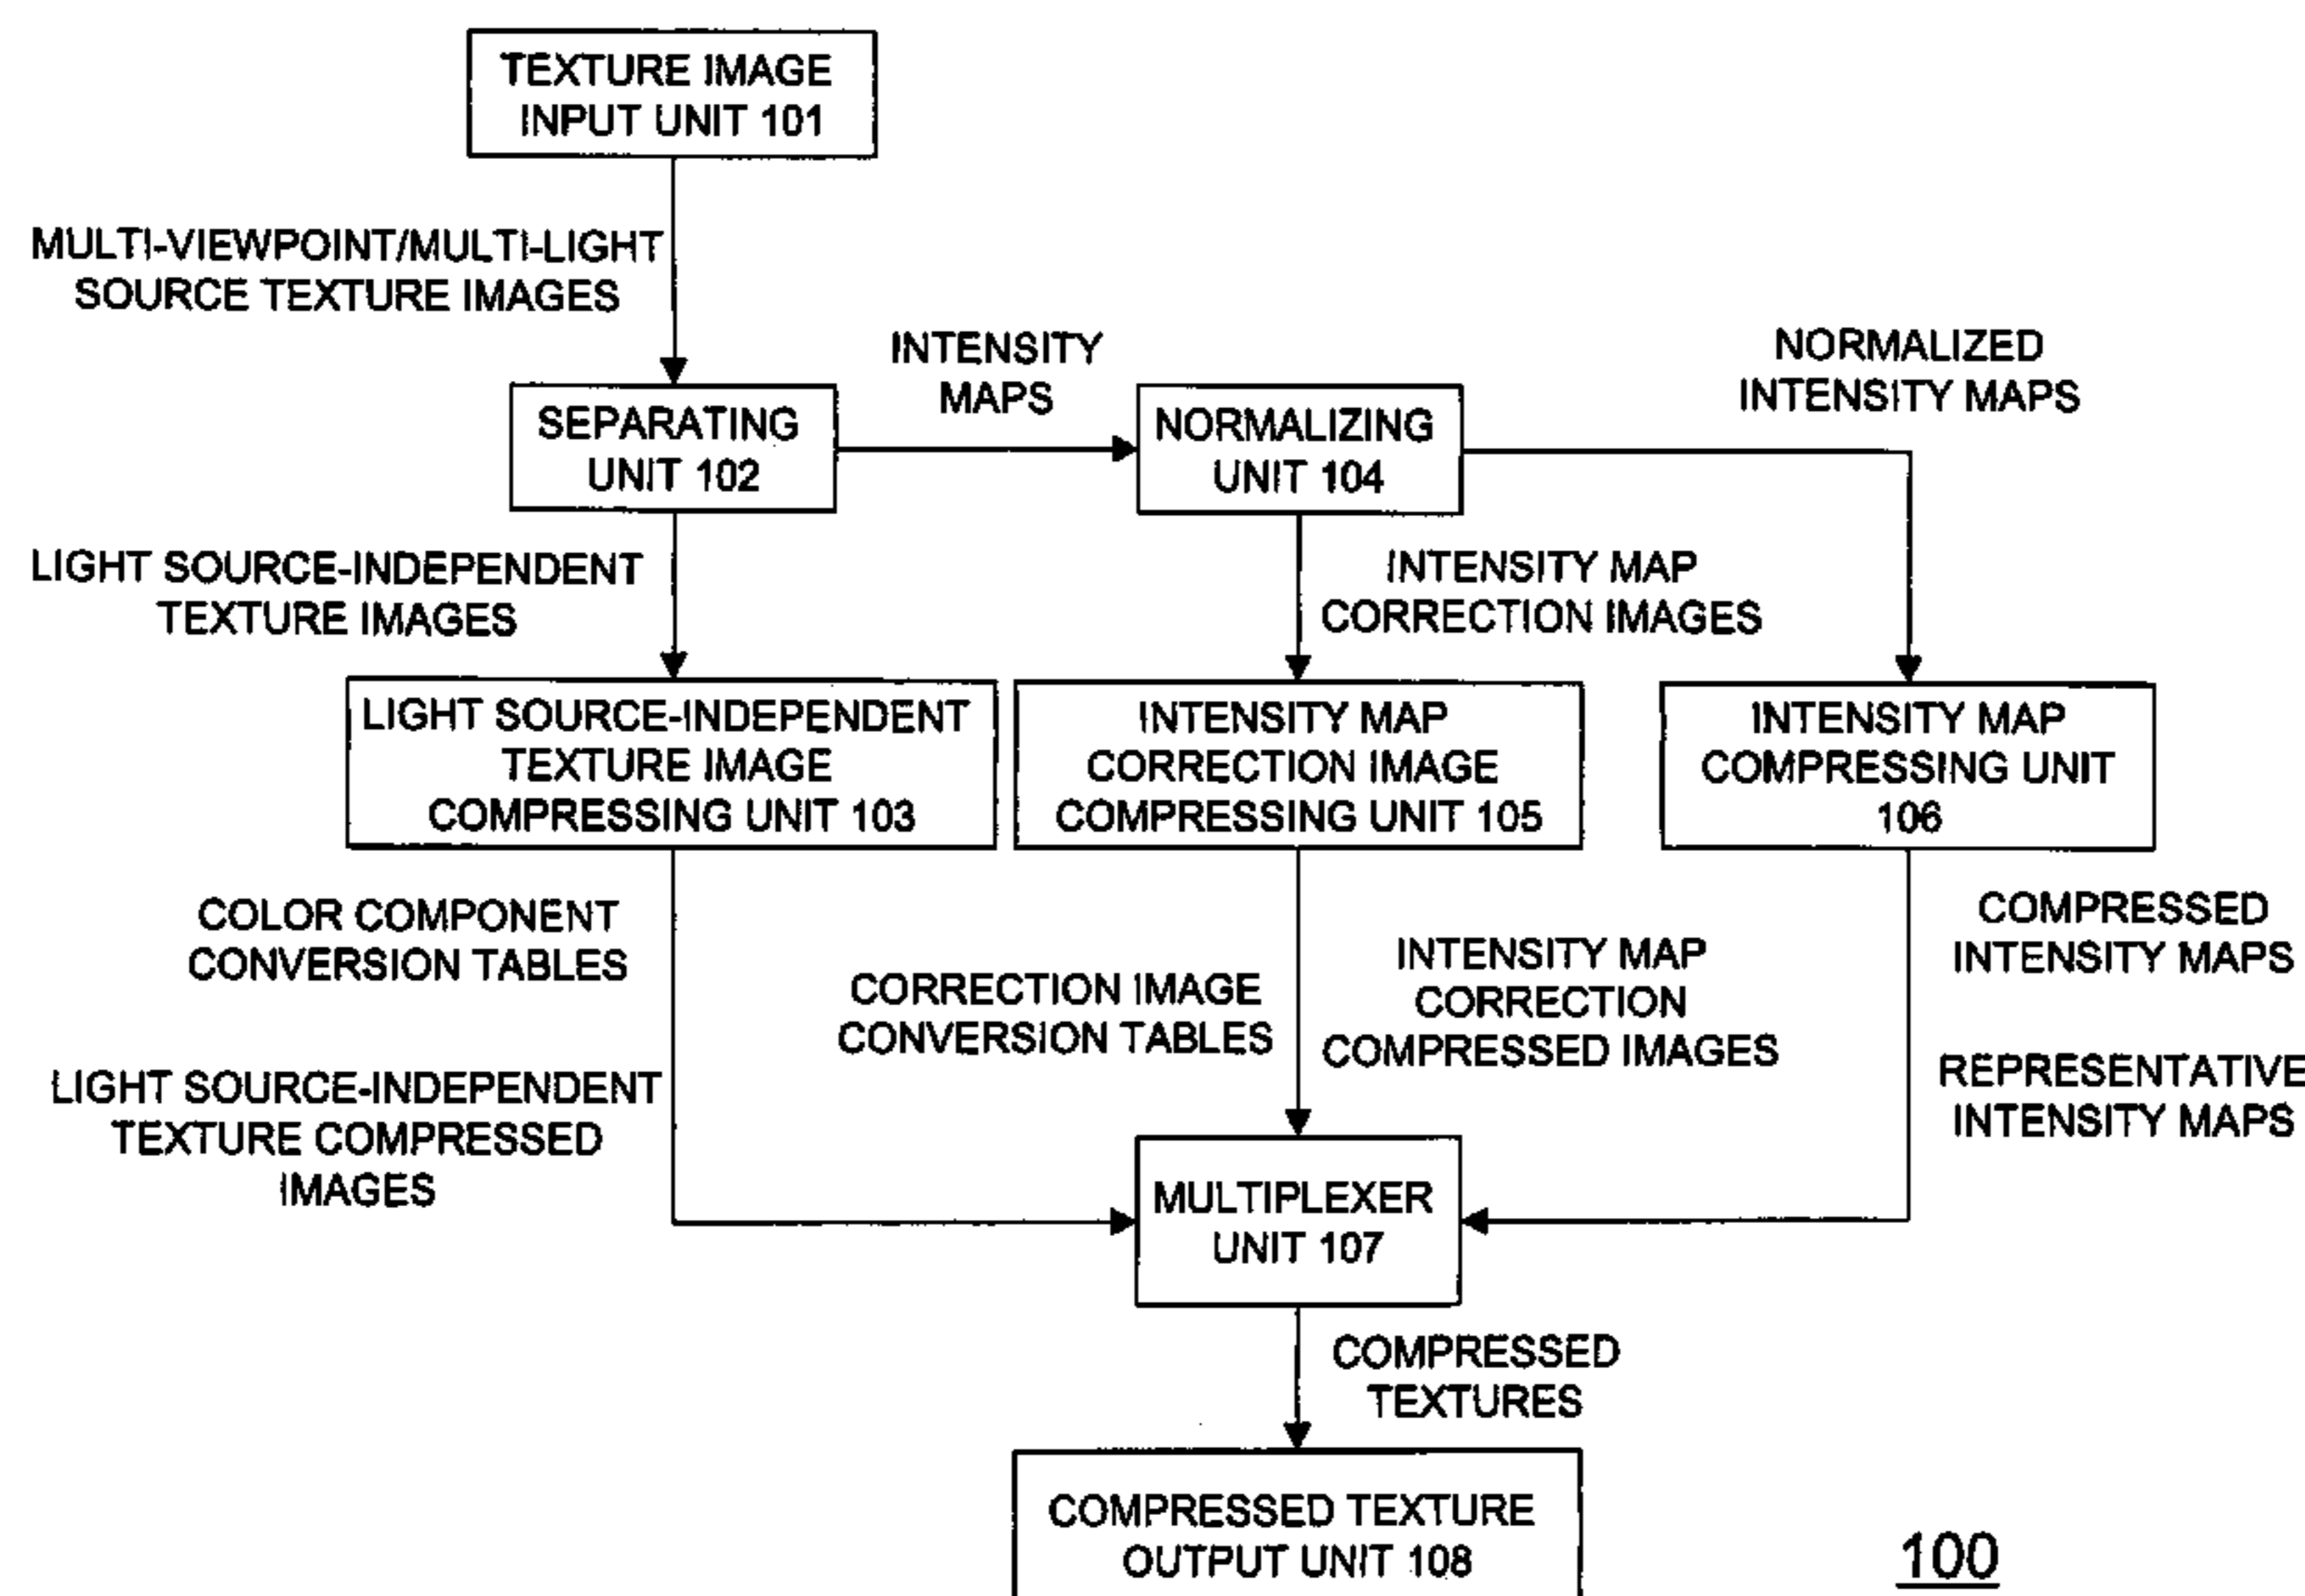 TEXTURE IMAGE
INPUT UNIT 101
MULTI-VIEWPOINT/MULTI-LIGHT
SOURCE TEXTURE IMAGES
INTENSITY
MAPS
NORMALIZED
INTENSITY MAPS
SEPARATING
UNIT 102
NORMALIZING
UNIT 104
LIGHT SOURCE-INDEPENDENT
TEXTURE IMAGES
INTENSITY MAP
CORRECTION IMAGES
LIGHT SOURCE-INDEPENDENT
TEXTURE IMAGE
COMPRESSING UNIT 103
INTENSITY MAP
CORRECTION IMAGE
COMPRESSING UNIT 105
INTENSITY MAP
COMPRESSING UNIT
106
COLOR COMPONENT
CONVERSION TABLES
CORRECTION IMAGE
CONVERSION TABLES
INTENSITY MAP
CORRECTION
COMPRESSED IMAGES
COMPRESSED
INTENSITY MAPS
LIGHT SOURCE-INDEPENDENT
TEXTURE COMPRESSED
IMAGES
REPRESENTATIVE
INTENSITY MAPS
MULTIPLEXER
UNIT 107
COMPRESSED
TEXTURES
COMPRESSED TEXTURE
OUTPUT UNIT 108
100